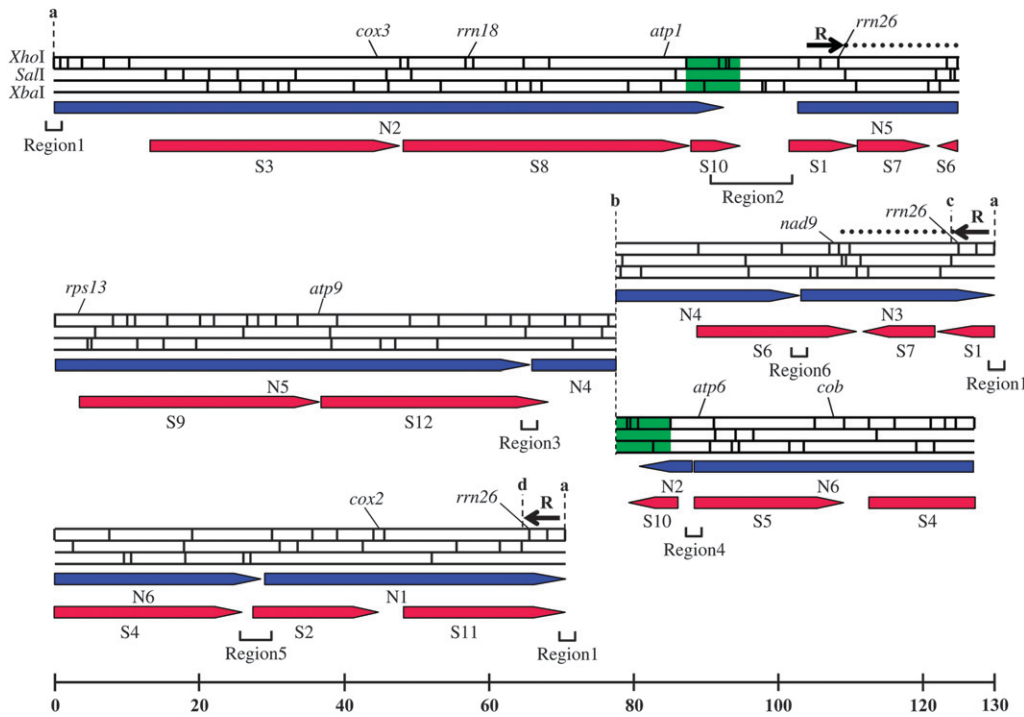 a
cox3 rrn18 atp1 R rrn26
XhoI
SalI
XbaI
Region1 N2 N5
S3 S8 S10 S1 S7 S6
Region2
b c a
nad9 rrn26 R
N4 N3
S6 S7 S1
Region6 Region1
rps13 atp9
N5 N4
S9 S12
Region3
atp6 cob
N2 N6
S10 S5 S4
Region4
d a
cox2 rrn26 R
N6 N1
S4 S2 S11
Region5 Region1
0 20 40 60 80 100 120 130